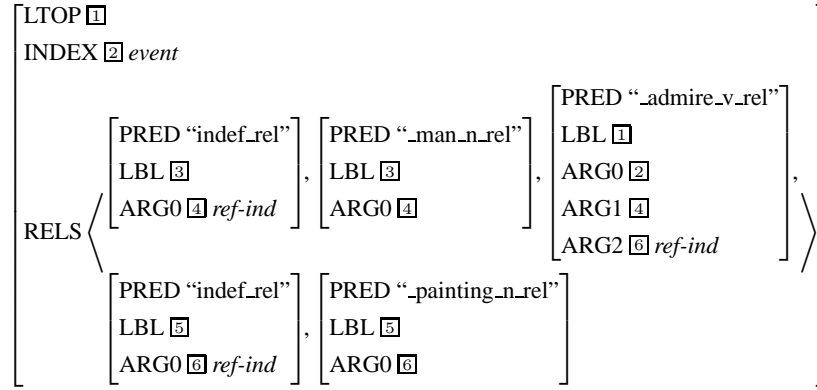 LTOP 1
INDEX 2 event
RELS
PRED “indef_rel”
LBL 3
ARG0 4 ref-ind
,
PRED “_man_n_rel”
LBL 3
ARG0 4
,
PRED “_admire_v_rel”
LBL 1
ARG0 2
ARG1 4
ARG2 6 ref-ind
,
PRED “indef_rel”
LBL 5
ARG0 6 ref-ind
,
PRED “_painting_n_rel”
LBL 5
ARG0 6